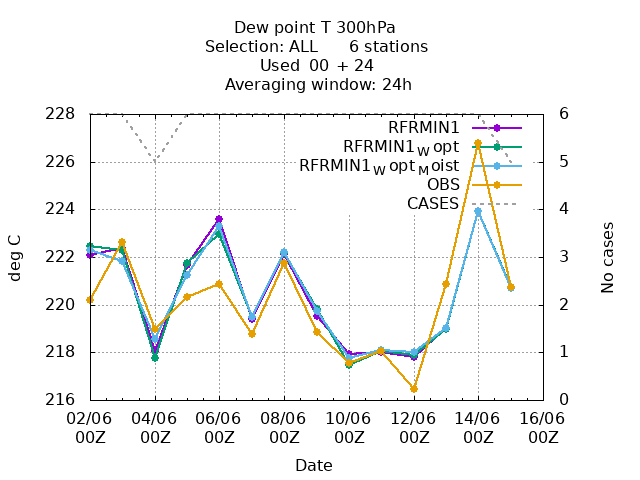 Dew point T 300hPa
Selection: ALL 6 stations
Used 00 + 24
Averaging window: 24h
228
226
224
222
220
218
216
deg C
6
5
4
3
2
1
0
No cases
RFRMIN1
RFRMIN1_W opt
RFRMIN1_W opt_M oist
OBS
CASES
02/06 04/06 06/06 08/06 10/06 12/06 14/06 16/06
00Z 00Z 00Z 00Z 00Z 00Z 00Z 00Z
Date